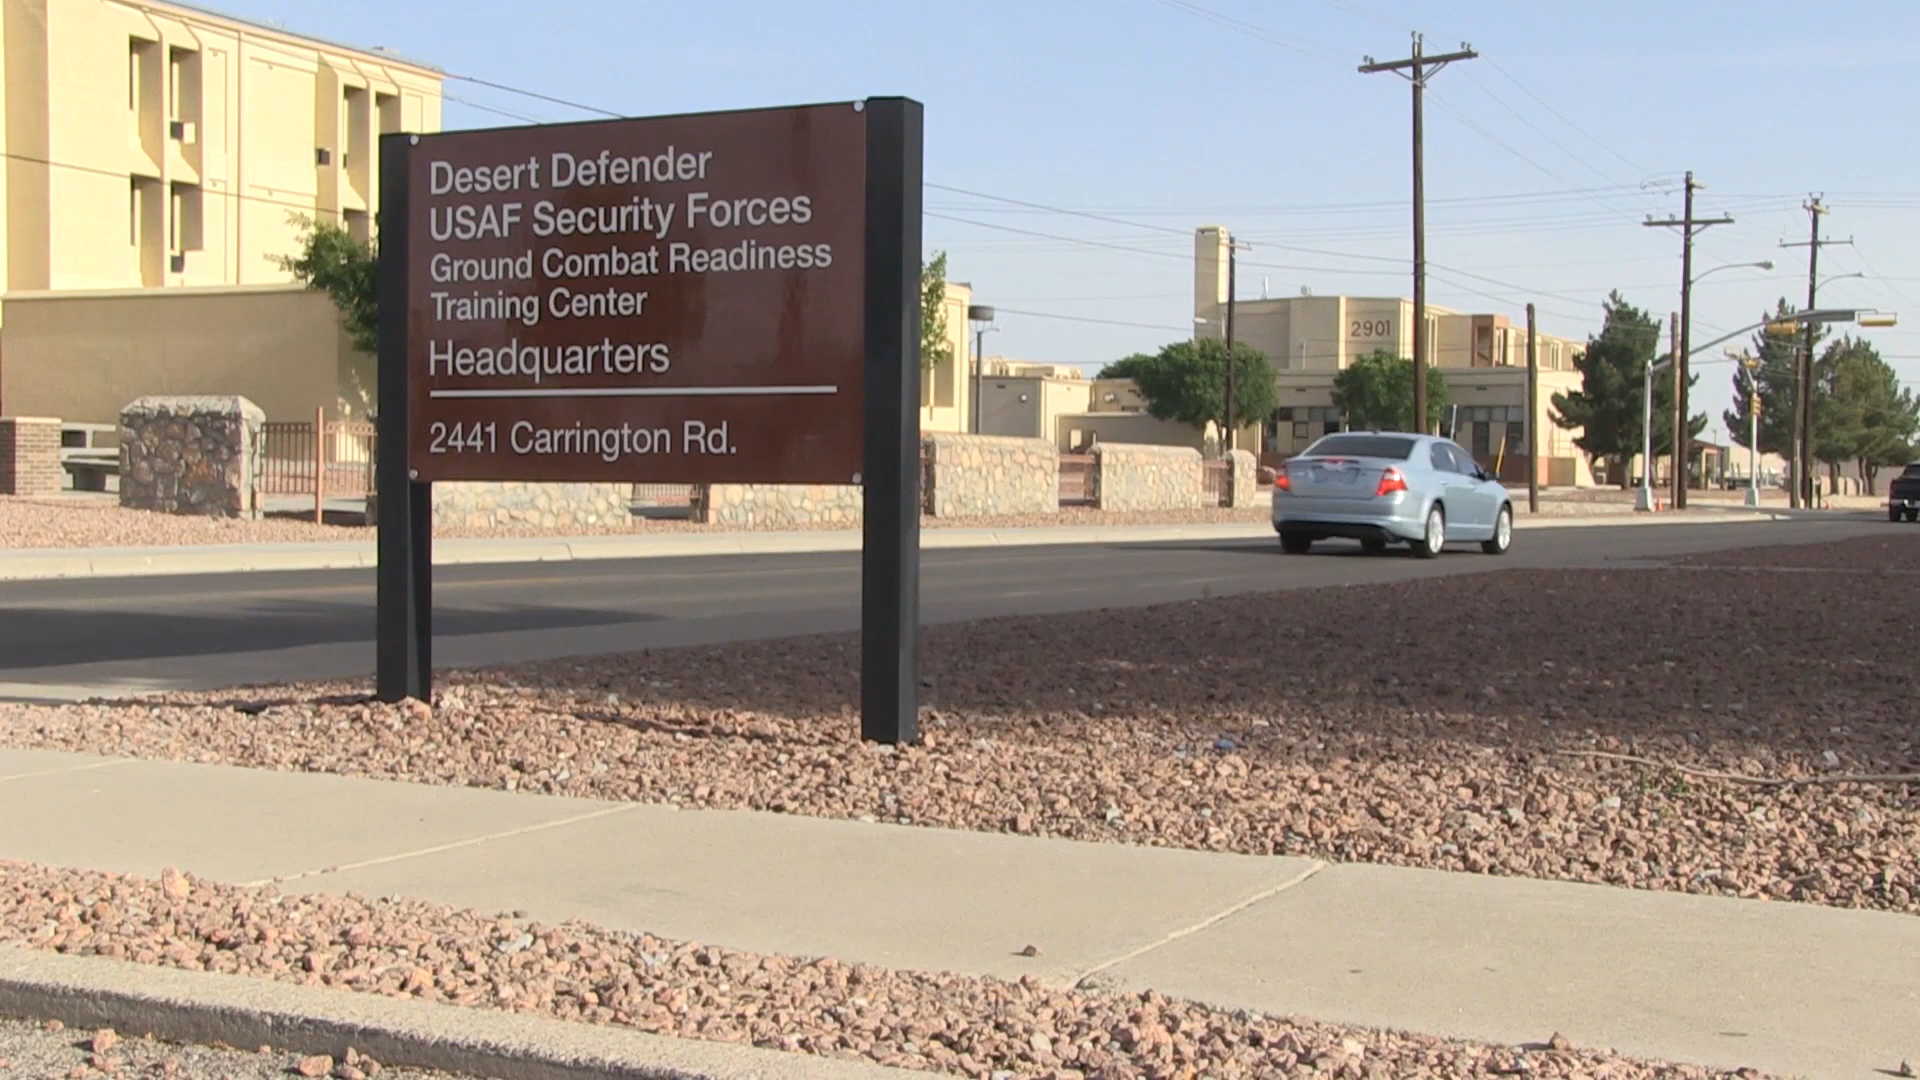 Desert Defender
USAF Security Forces
Ground Combat Readiness
Training Center
Headquarters
2441 Carrington Rd.
2901